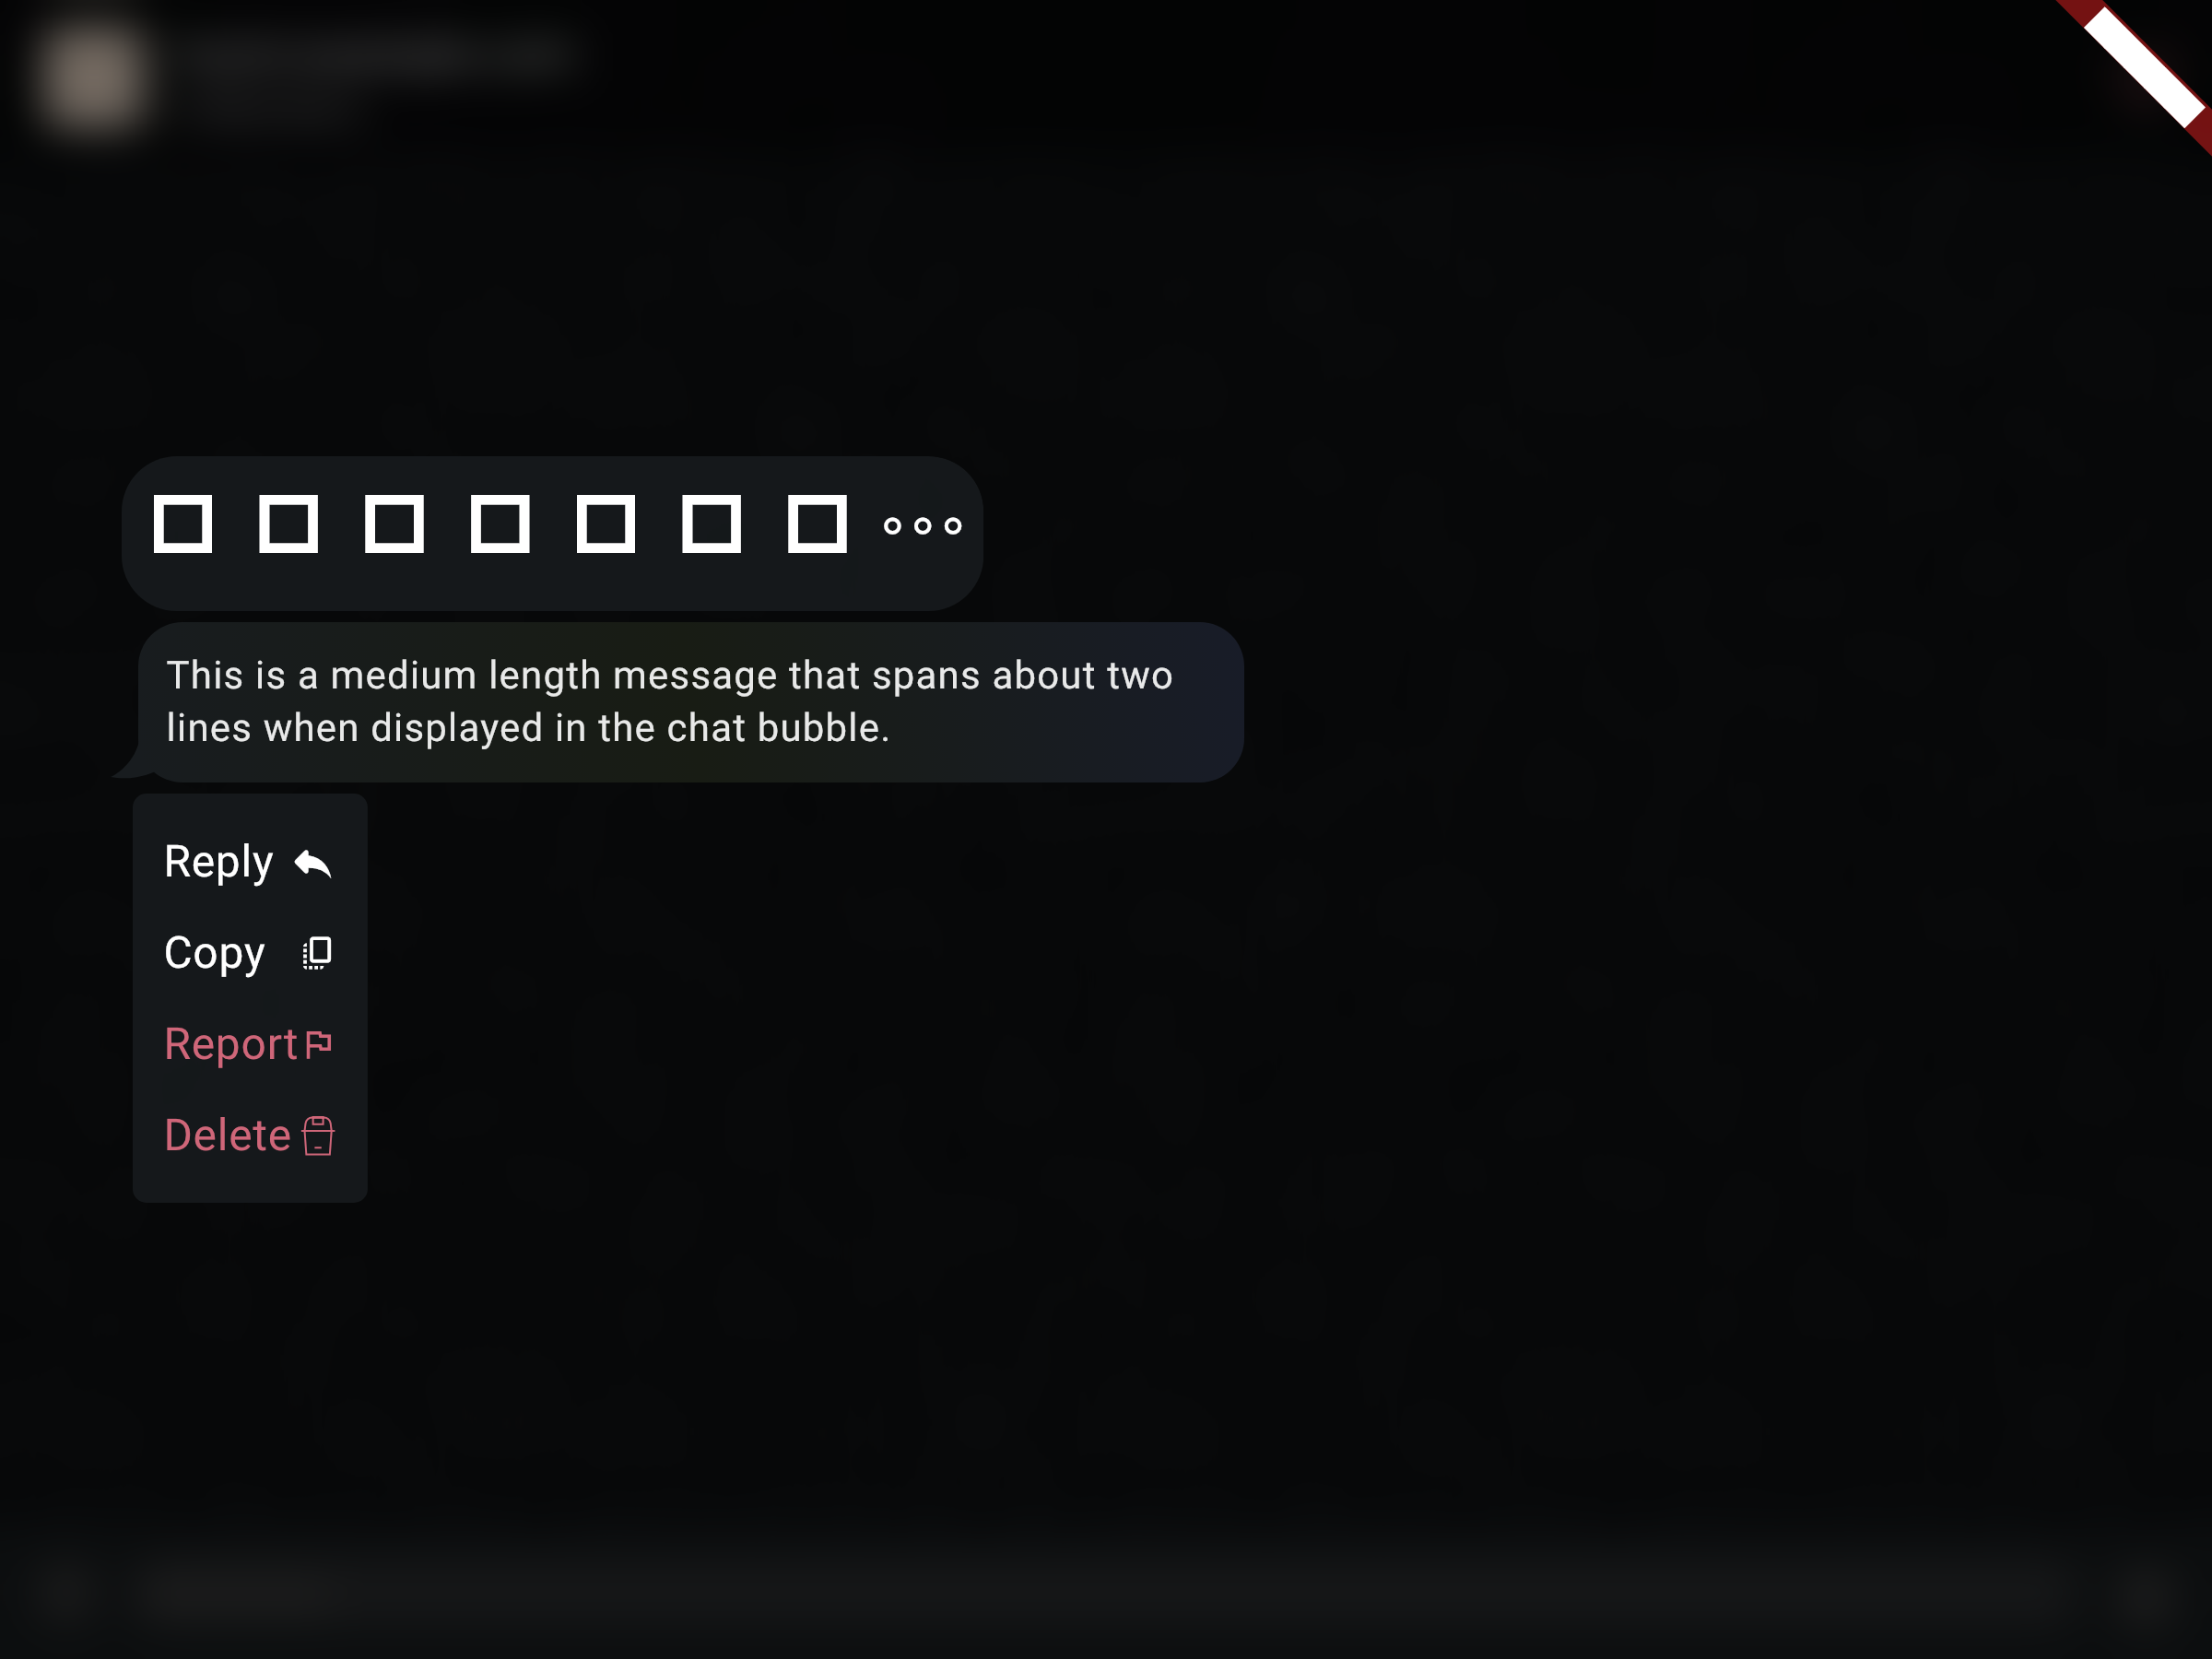 This is a medium length message that spans about two
lines when displayed in the chat bubble.
Reply
Copy
Report
Delete